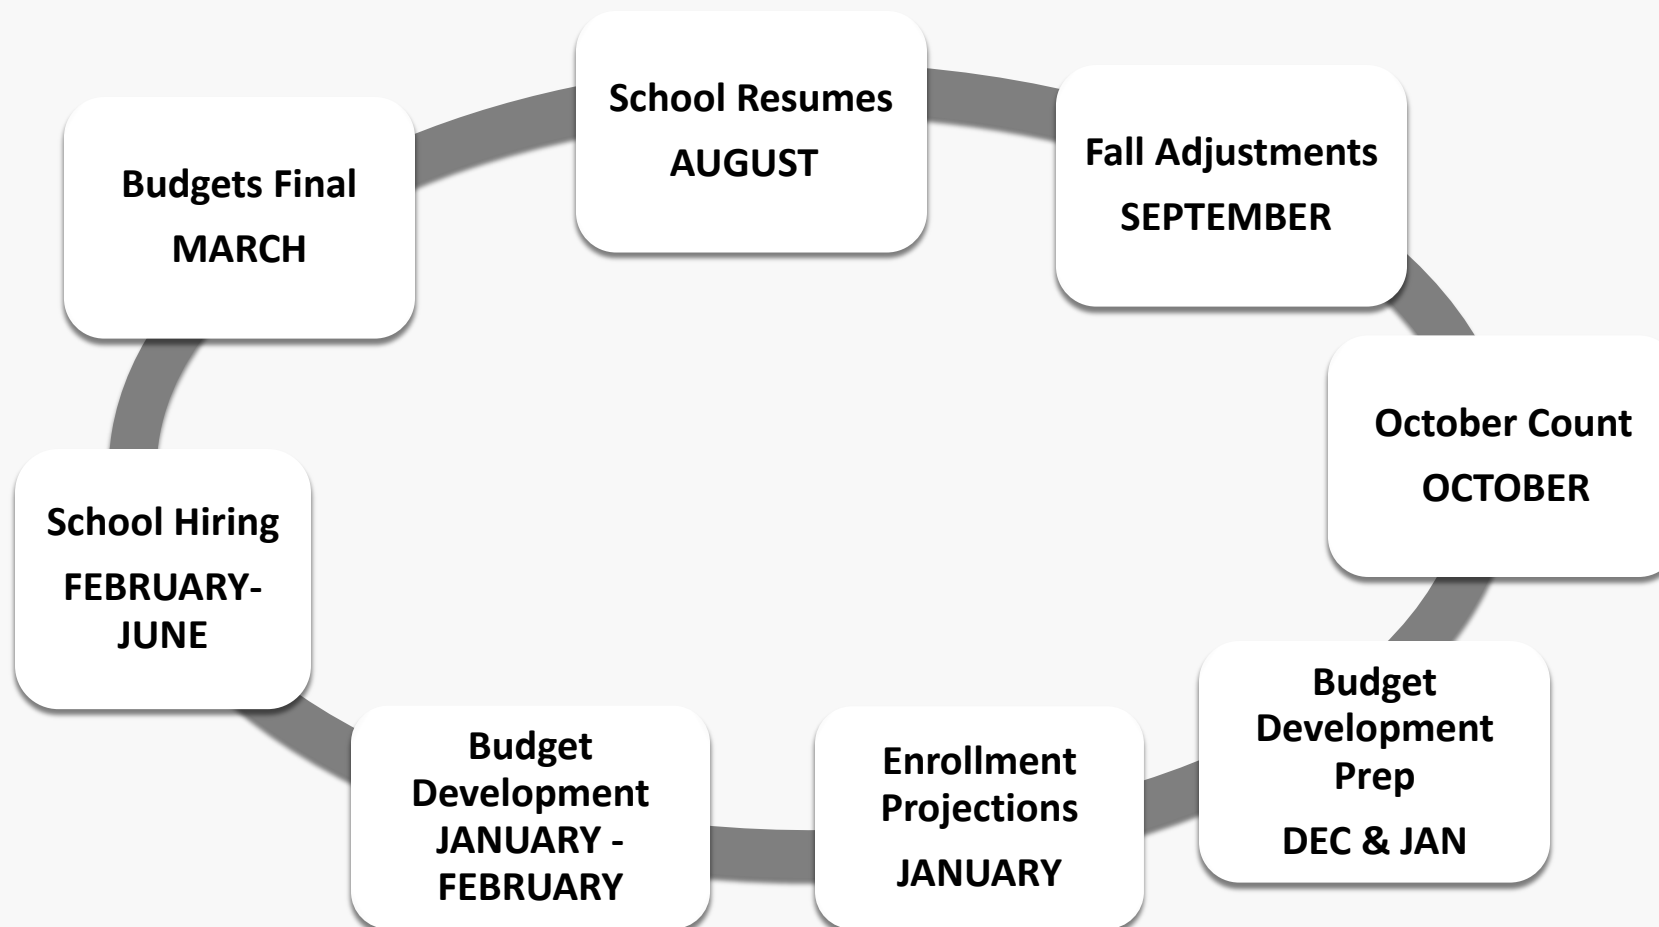 School Resumes
AUGUST
Fall Adjustments
SEPTEMBER
October Count
OCTOBER
Budget
Development
Prep
DEC & JAN
Enrollment
Projections
JANUARY
Budget
Development
JANUARY -
FEBRUARY
School Hiring
FEBRUARY-
JUNE
Budgets Final
MARCH